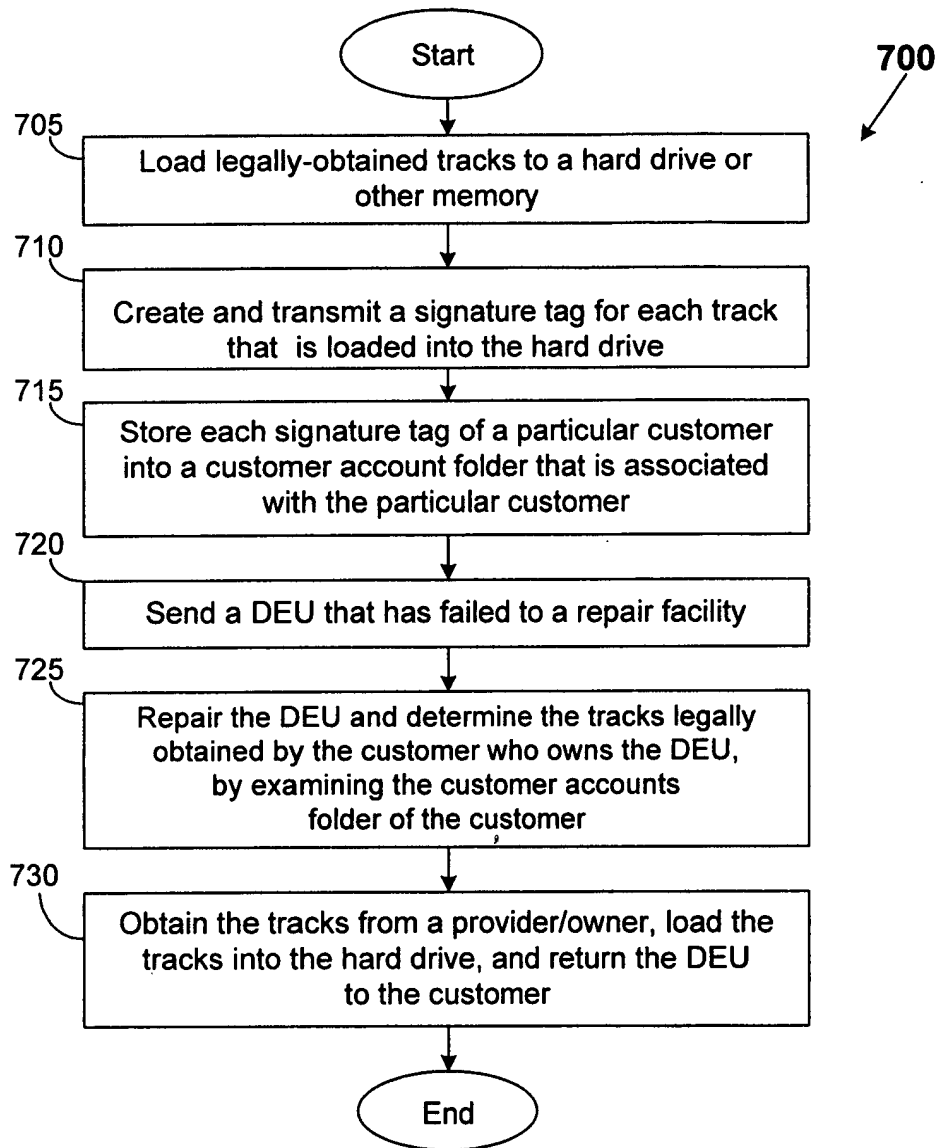 Start
700
705
Load legally-obtained tracks to a hard drive or
other memory
710
Create and transmit a signature tag for each track
that is loaded into the hard drive
715
Store each signature tag of a particular customer
into a customer account folder that is associated
with the particular customer
720
Send a DEU that has failed to a repair facility
725
Repair the DEU and determine the tracks legally
obtained by the customer who owns the DEU,
by examining the customer accounts
folder of the customer
730
Obtain the tracks from a provider/owner, load the
tracks into the hard drive, and return the DEU
to the customer
End